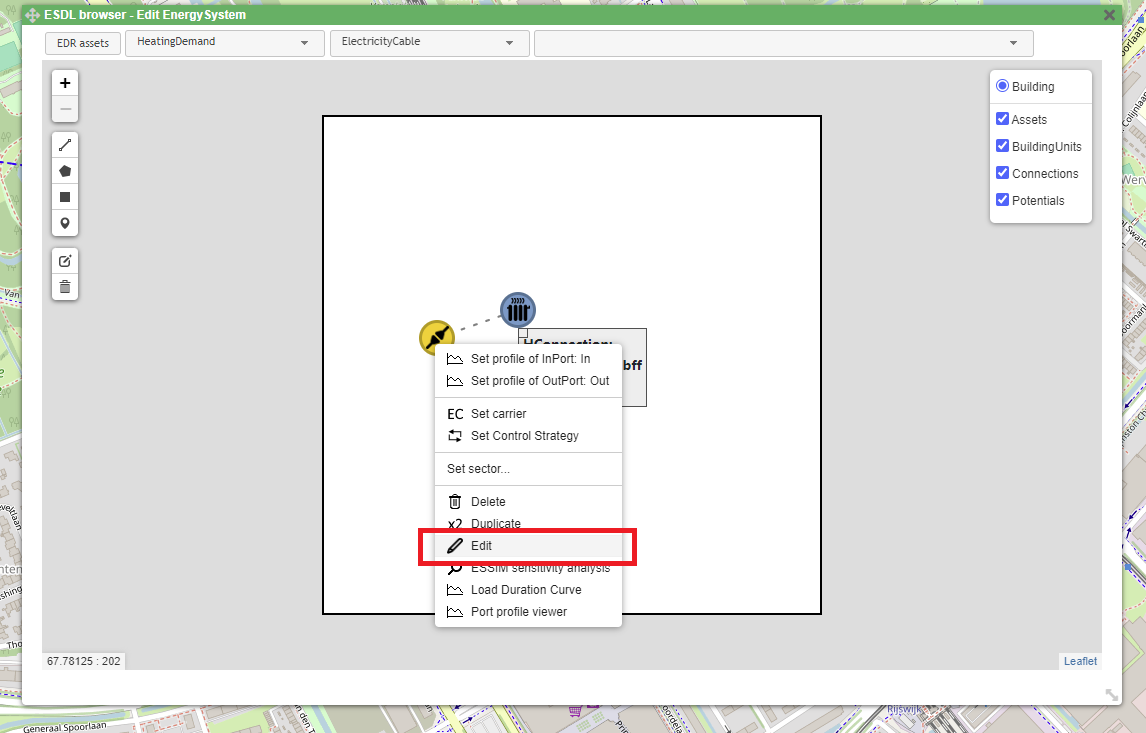 ESDL browser - Edit EnergySystem
EDR assets
HeatingDemand
ElectricityCable
+
−
Building
Assets
BuildingUnits
Connections
Potentials
HConnection:
bff
Set profile of InPort: In
Set profile of OutPort: Out
EC Set carrier
Set Control Strategy
Set sector...
Delete
x2 Duplicate
Edit
ESSIM sensitivity analysis
Load Duration Curve
Port profile viewer
67.78125 : 202
Leaflet
Generaal Spoorlaan
Rijswijk